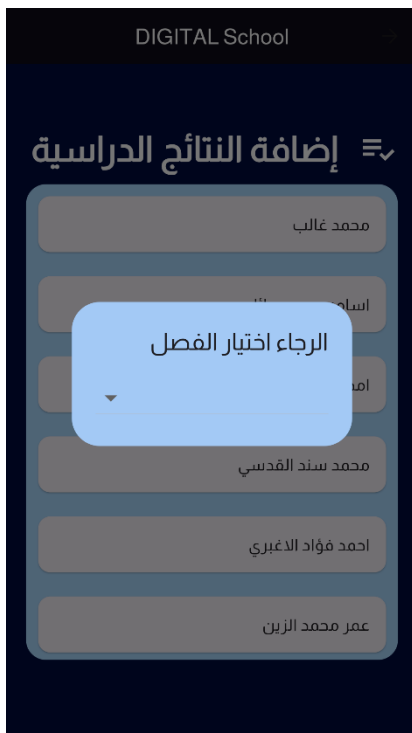 DIGITAL School
إضافة النتائج الدراسية
محمد غالب
الرجاء اختيار الفصل
محمد سند القدسي
احمد فؤاد الاغبري
عمر محمد الزين